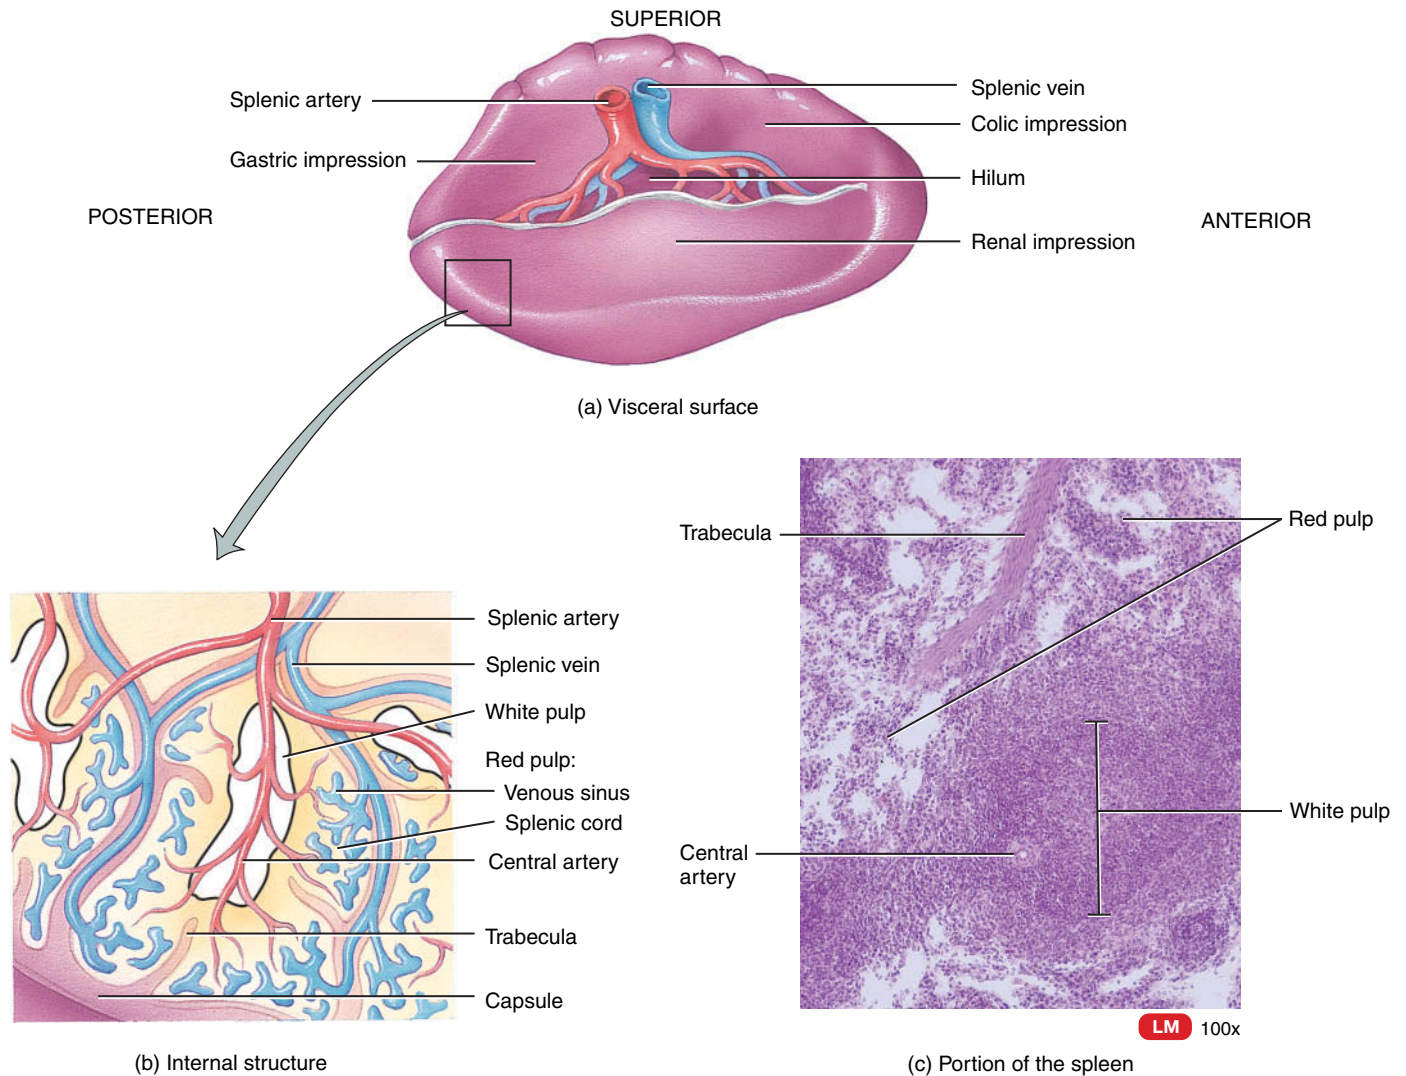 SUPERIOR
Splenic artery
Splenic vein
Colic impression
Gastric impression
Hilum
POSTERIOR
ANTERIOR
Renal impression
(a) Visceral surface
Splenic artery
Splenic vein
White pulp
Red pulp:
Venous sinus
Splenic cord
Central artery
Trabecula
Capsule
(b) Internal structure
Trabecula
Red pulp
White pulp
Central
artery
LM 100x
(c) Portion of the spleen